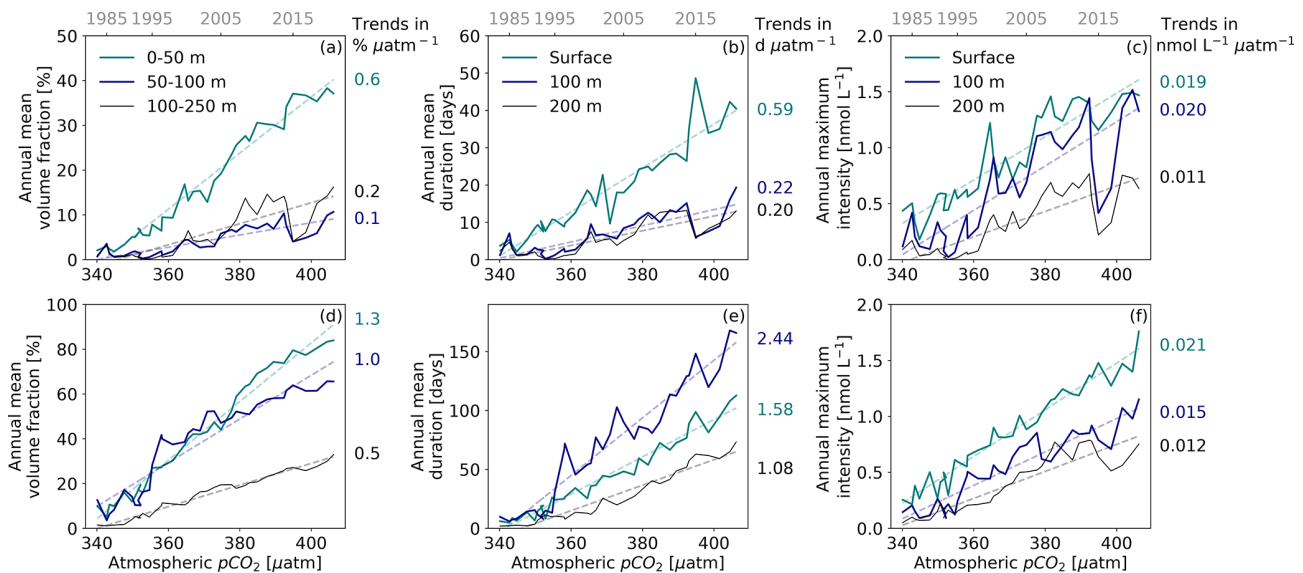 1985 1995 2005 2015
Trends in
% μatm⁻¹
(a)
0-50 m
50-100 m
100-250 m
Annual mean
volume fraction [%]
50
40
30
20
10
0
340 360 380 400
0.6
0.2
0.1
1985 1995 2005 2015
Trends in
d μatm⁻¹
(b)
Surface
100 m
200 m
Annual mean
duration [days]
60
50
40
30
20
10
0
340 360 380 400
0.59
0.22
0.20
1985 1995 2005 2015
Trends in
nmol L⁻¹ μatm⁻¹
(c)
Surface
100 m
200 m
Annual maximum
intensity [nmol L⁻¹]
2.0
1.5
1.0
0.5
0.0
340 360 380 400
0.019
0.020
0.011
(d)
Annual mean
volume fraction [%]
100
80
60
40
20
0
340 360 380 400
Atmospheric pCO₂ [μatm]
1.3
1.0
0.5
(e)
Annual mean
duration [days]
150
100
50
0
340 360 380 400
Atmospheric pCO₂ [μatm]
2.44
1.58
1.08
(f)
Annual maximum
intensity [nmol L⁻¹]
2.0
1.5
1.0
0.5
0.0
340 360 380 400
Atmospheric pCO₂ [μatm]
0.021
0.015
0.012